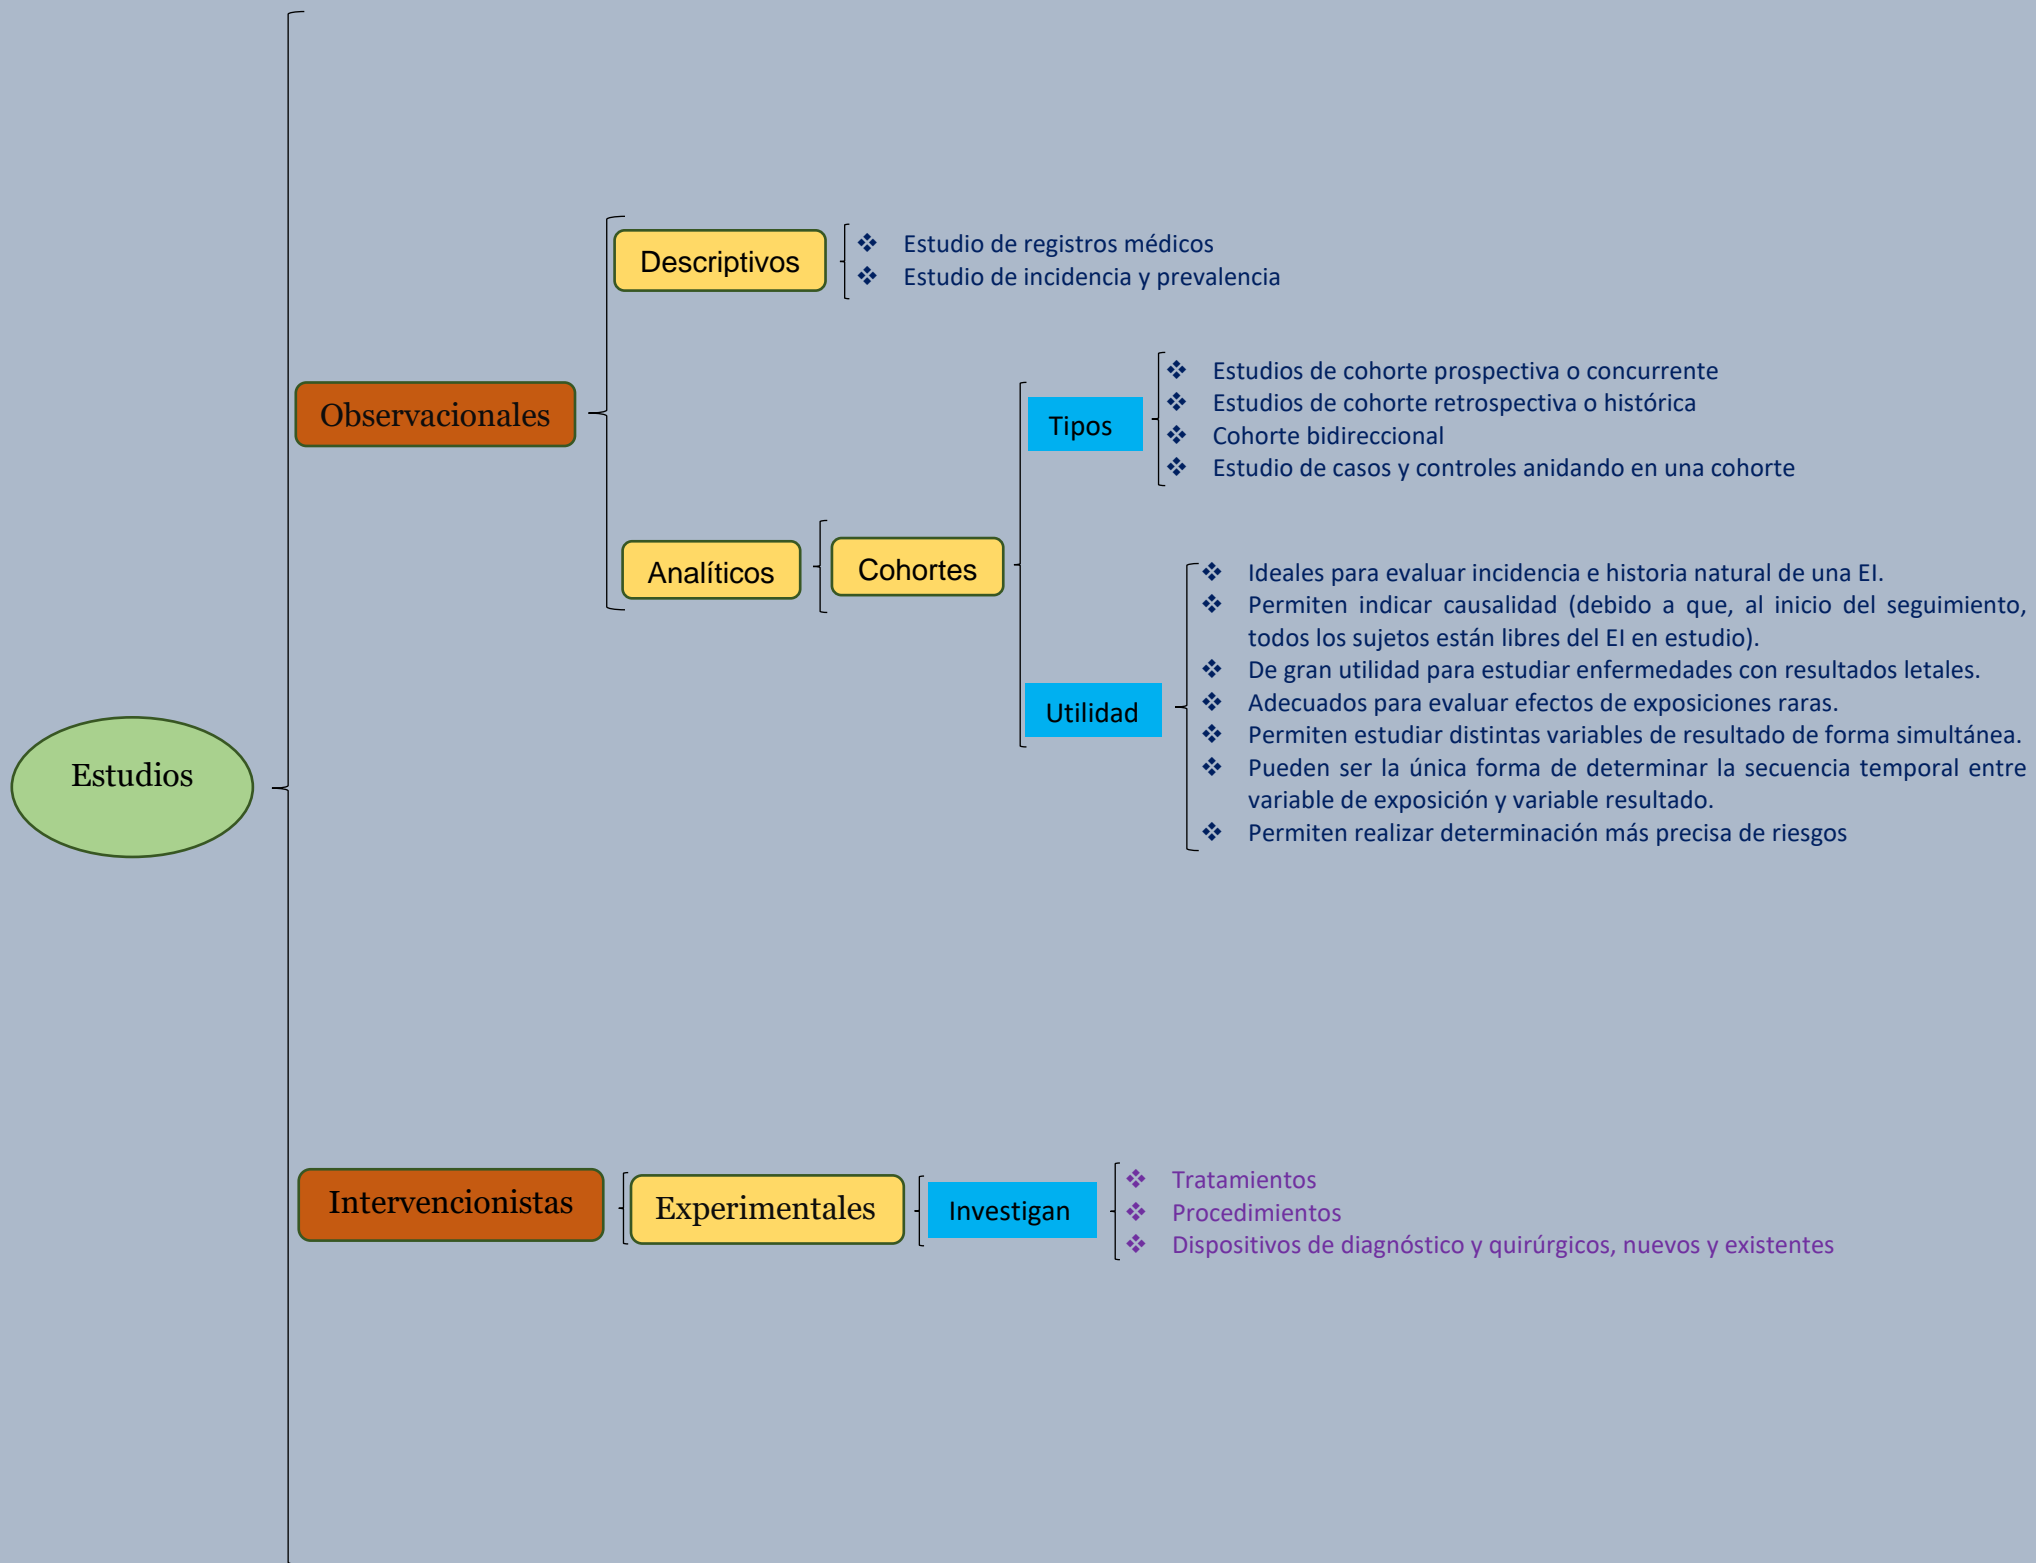 Estudios
Observacionales
Descriptivos
❖ Estudio de registros médicos
❖ Estudio de incidencia y prevalencia
Analíticos
Cohortes
Tipos
❖ Estudios de cohorte prospectiva o concurrente
❖ Estudios de cohorte retrospectiva o histórica
❖ Cohorte bidireccional
❖ Estudio de casos y controles anidando en una cohorte
Utilidad
❖ Ideales para evaluar incidencia e historia natural de una EI.
❖ Permiten indicar causalidad (debido a que, al inicio del seguimiento,
todos los sujetos están libres del EI en estudio).
❖ De gran utilidad para estudiar enfermedades con resultados letales.
❖ Adecuados para evaluar efectos de exposiciones raras.
❖ Permiten estudiar distintas variables de resultado de forma simultánea.
❖ Pueden ser la única forma de determinar la secuencia temporal entre
variable de exposición y variable resultado.
❖ Permiten realizar determinación más precisa de riesgos
Intervencionistas
Experimentales
Investigan
❖ Tratamientos
❖ Procedimientos
❖ Dispositivos de diagnóstico y quirúrgicos, nuevos y existentes